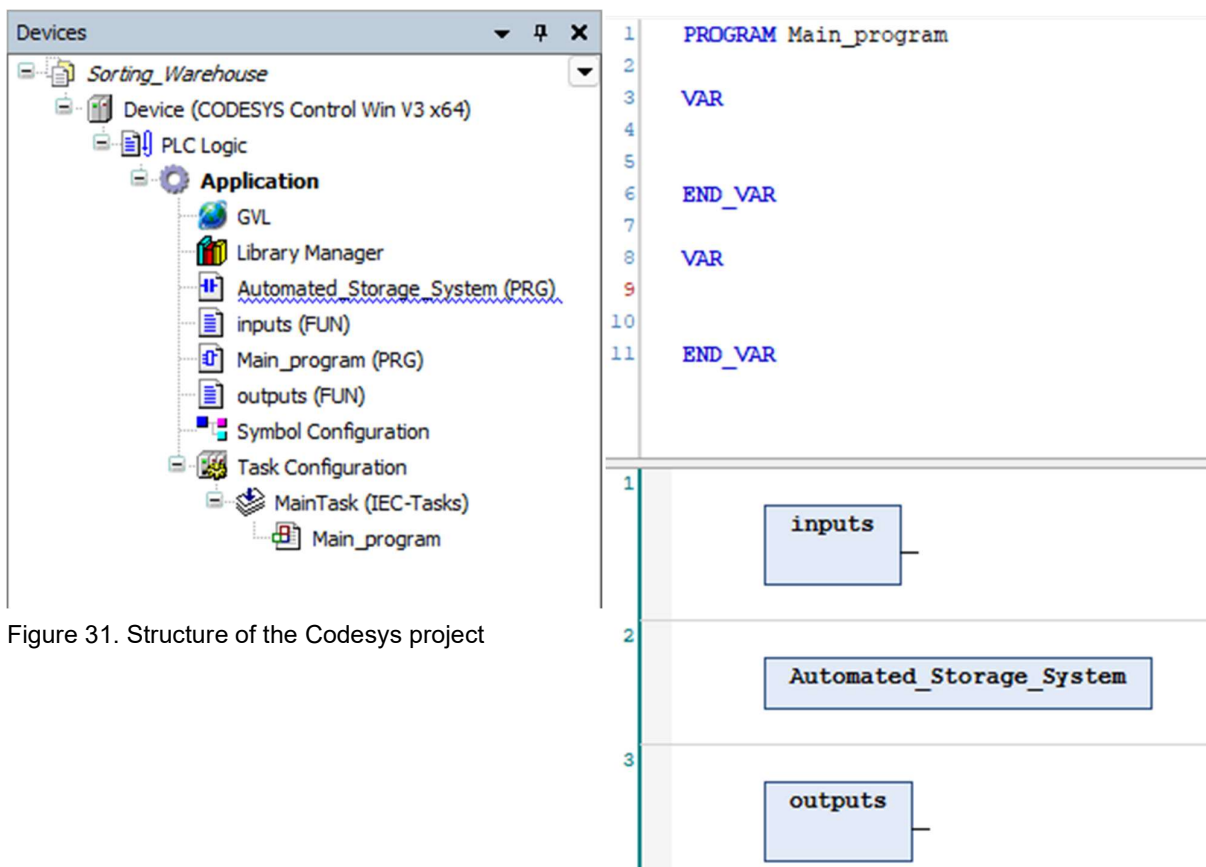 Devices
Sorting_Warehouse
Device (CODESYS Control Win V3 x64)
PLC Logic
Application
GVL
Library Manager
Automated_Storage_System (PRG)
inputs (FUN)
Main_program (PRG)
outputs (FUN)
Symbol Configuration
Task Configuration
MainTask (IEC-Tasks)
Main_program
Figure 31. Structure of the Codesys project
1 PROGRAM Main_program
2
3 VAR
4
5
6 END_VAR
7
8 VAR
9
10
11 END_VAR
1
inputs
2
Automated_Storage_System
3
outputs